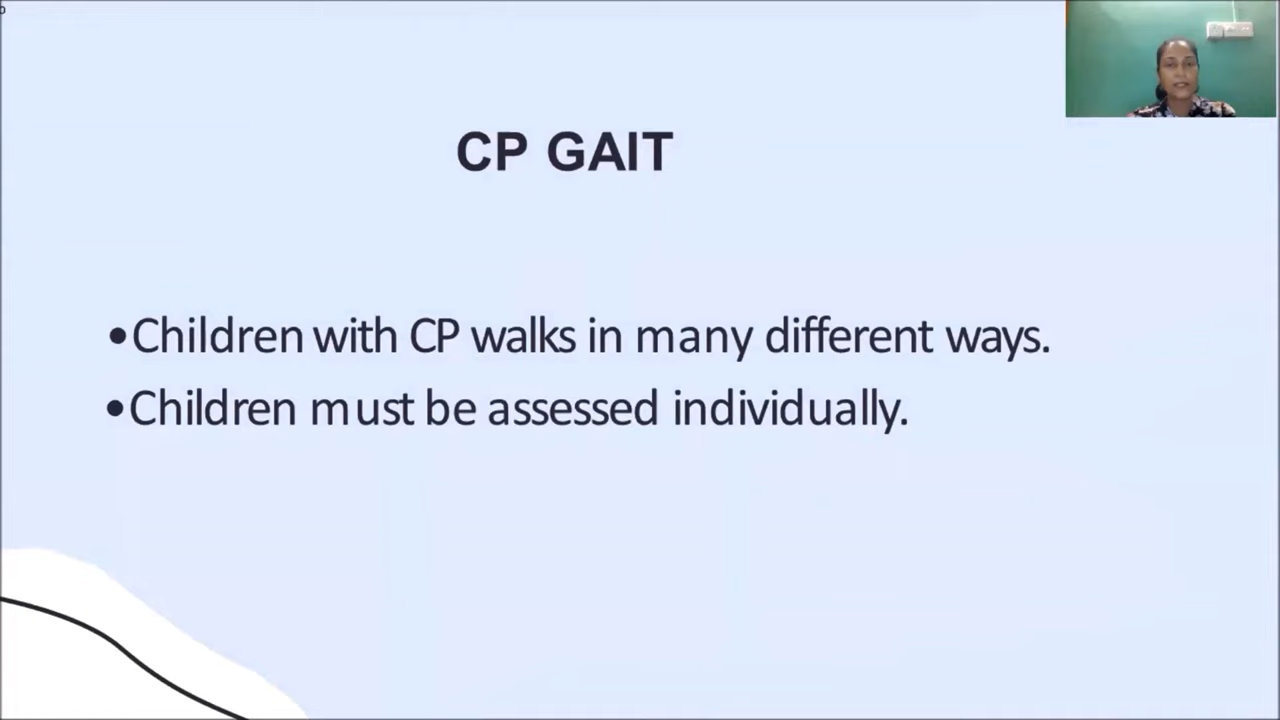 CP GAIT
•Children with CP walks in many different ways.
•Children must be assessed individually.